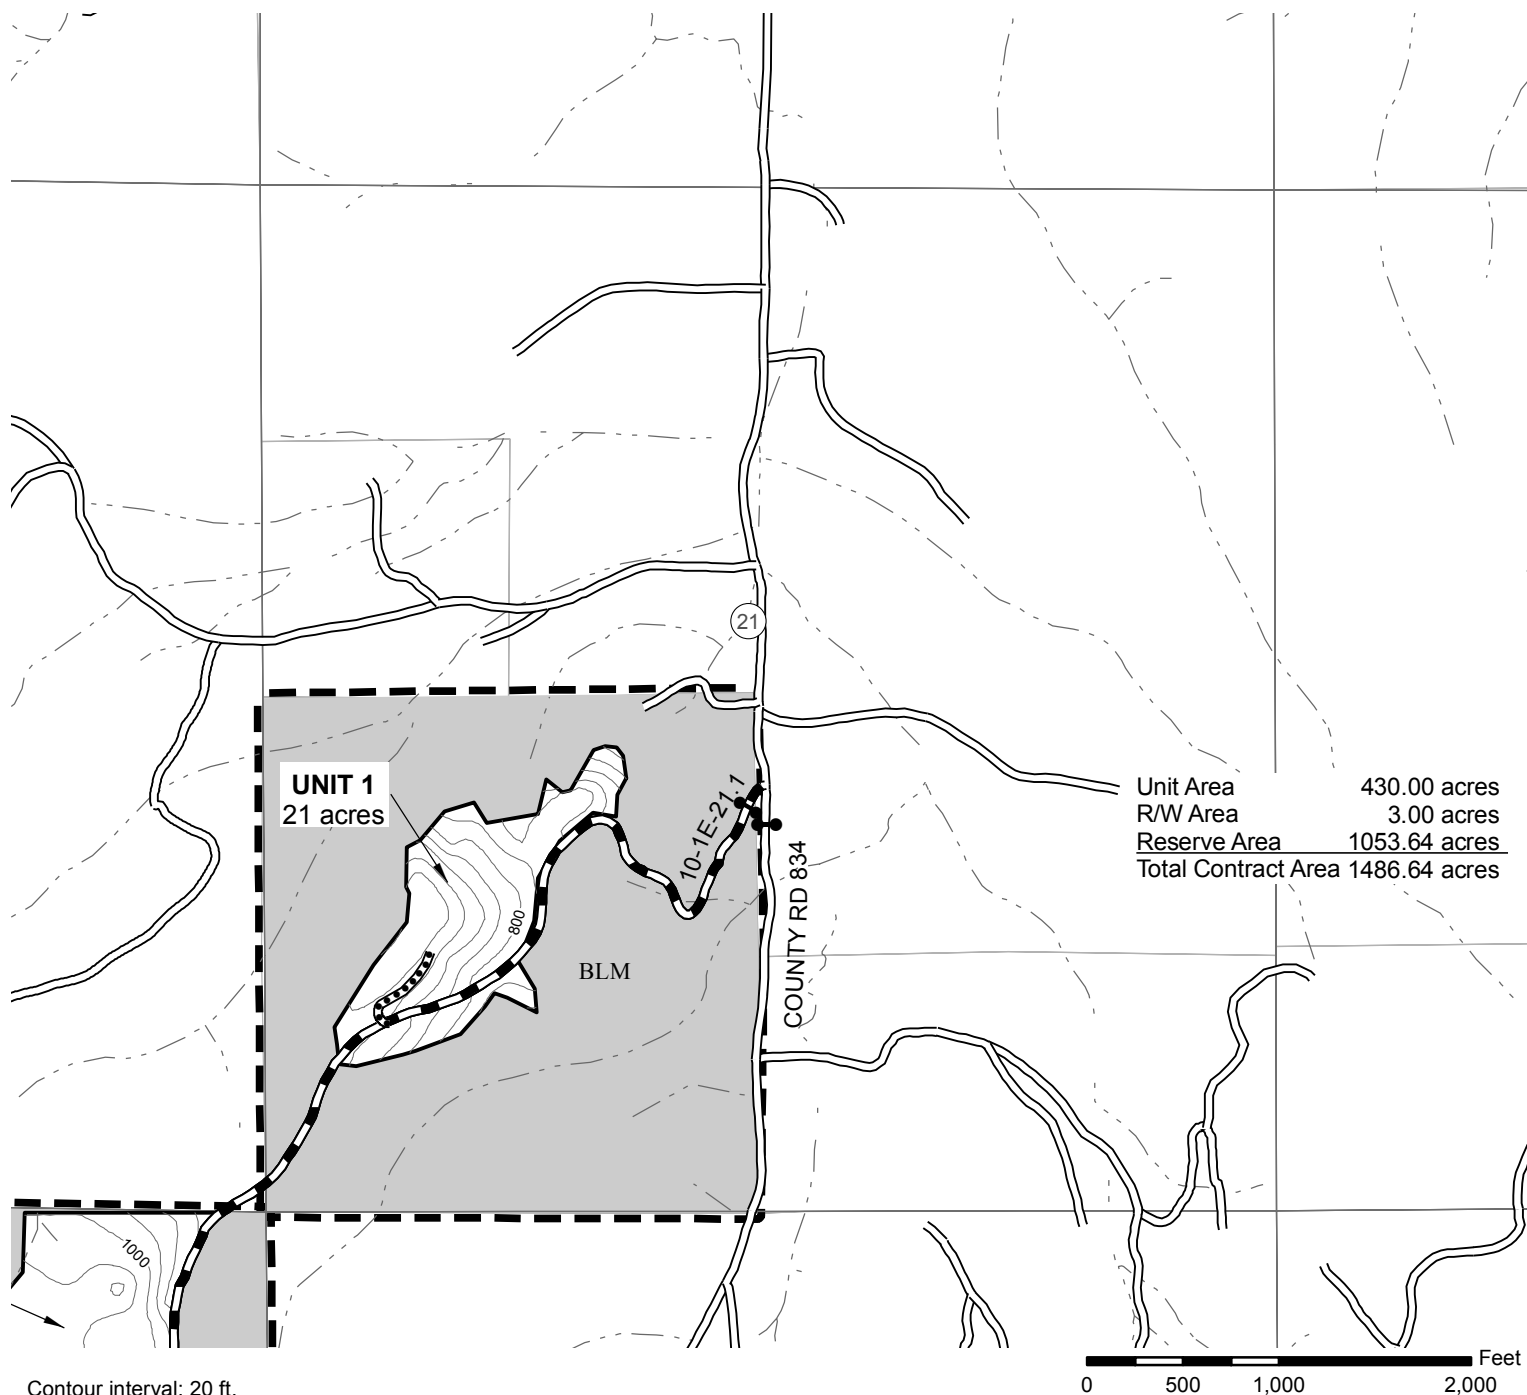 21
UNIT 1
21 acres
10-1E-21.1
Unit Area 430.00 acres
R/W Area 3.00 acres
Reserve Area 1053.64 acres
Total Contract Area 1486.64 acres
800
BLM
COUNTY RD 834
1000
Contour interval: 20 ft.
Feet
0 500 1,000 2,000